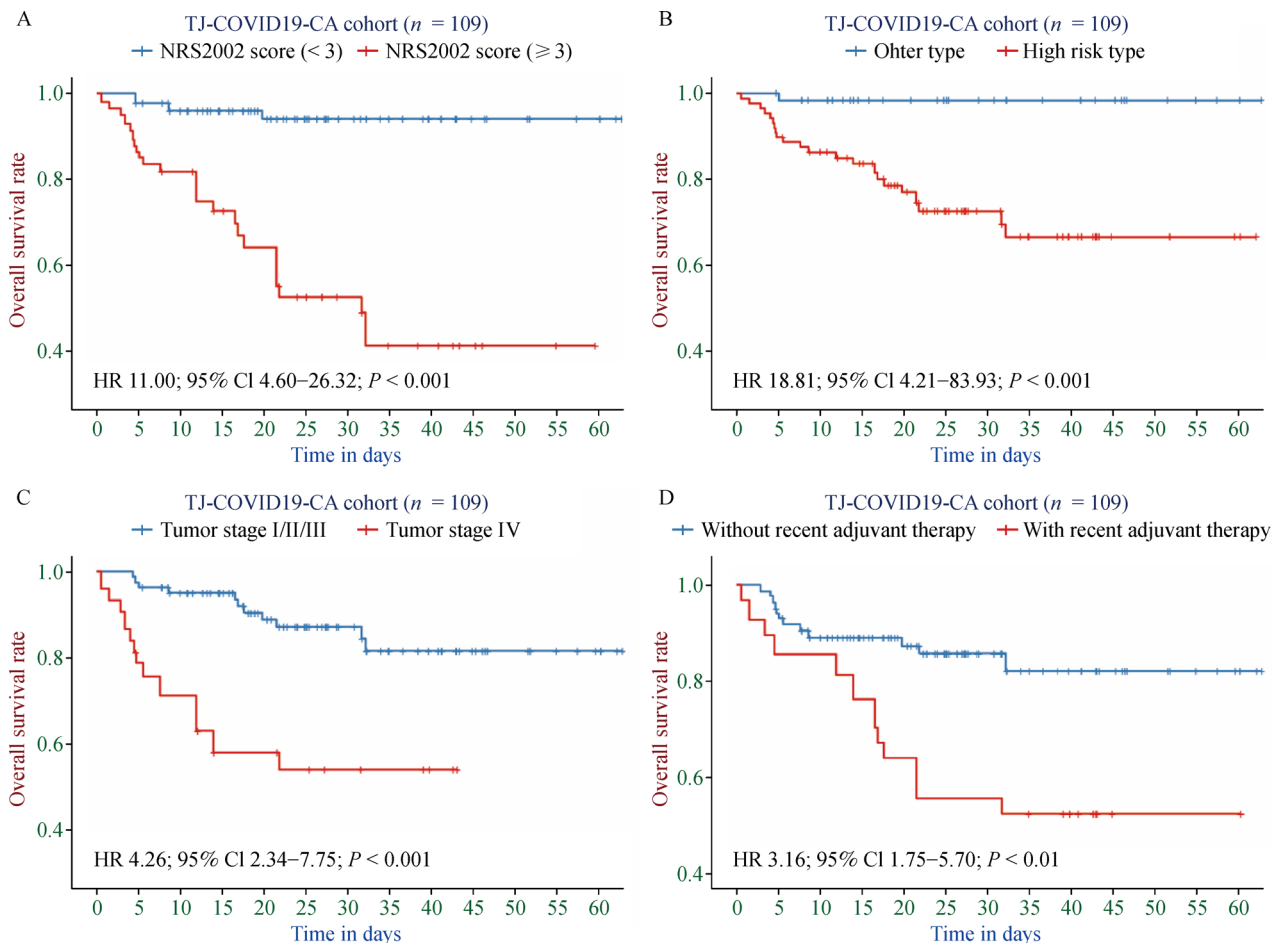 A
TJ-COVID19-CA cohort (n = 109)
NRS2002 score (< 3) NRS2002 score (⩾ 3)
1.0
0.8
0.6
0.4
Overall survival rate
HR 11.00; 95% Cl 4.60−26.32; P < 0.001
0 5 10 15 20 25 30 35 40 45 50 55 60
Time in days
B
TJ-COVID19-CA cohort (n = 109)
Ohter type High risk type
1.0
0.8
0.6
0.4
Overall survival rate
HR 18.81; 95% Cl 4.21−83.93; P < 0.001
0 5 10 15 20 25 30 35 40 45 50 55 60
Time in days
C
TJ-COVID19-CA cohort (n = 109)
Tumor stage I/II/III Tumor stage IV
1.0
0.8
0.6
0.4
Overall survival rate
HR 4.26; 95% Cl 2.34−7.75; P < 0.001
0 5 10 15 20 25 30 35 40 45 50 55 60
Time in days
D
TJ-COVID19-CA cohort (n = 109)
Without recent adjuvant therapy With recent adjuvant therapy
1.0
0.8
0.6
0.4
Overall survival rate
HR 3.16; 95% Cl 1.75−5.70; P < 0.01
0 5 10 15 20 25 30 35 40 45 50 55 60
Time in days